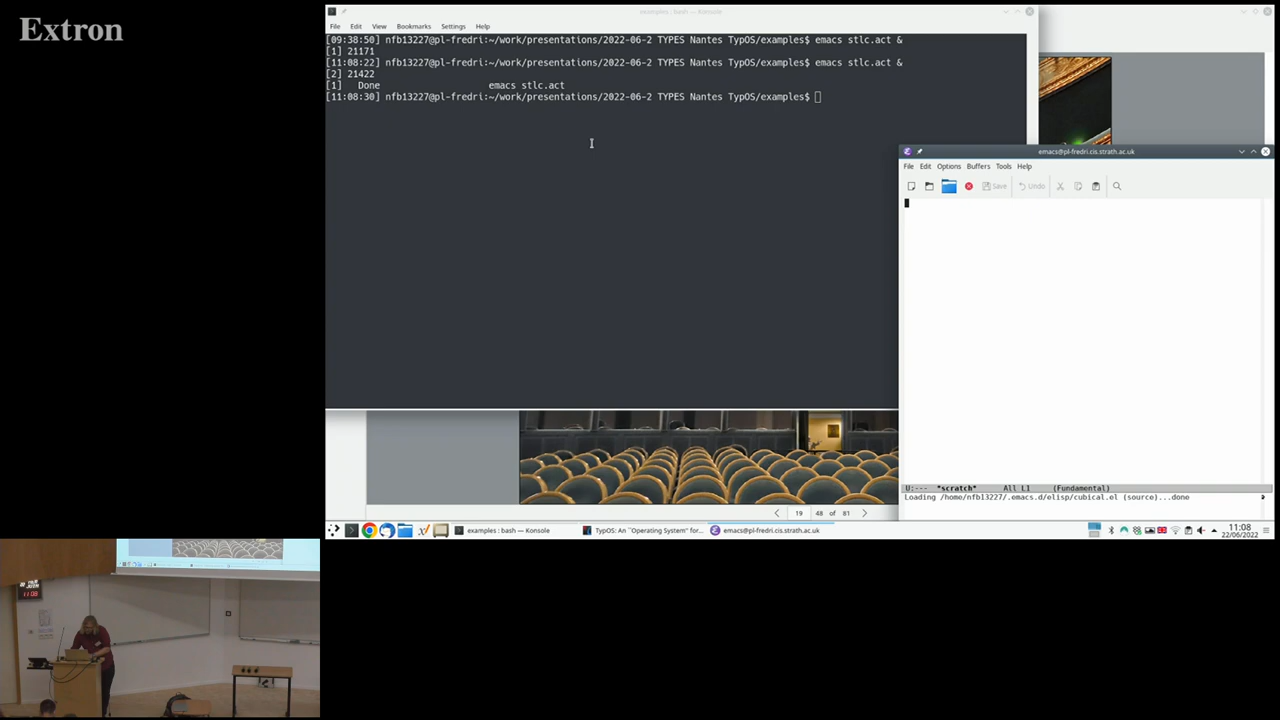 Extron
examples : bash — Konsole
File Edit View Bookmarks Settings Help
[09:38:50] nfb13227@pl-fredri:~/work/presentations/2022-06-2 TYPES Nantes TypOS/examples$ emacs stlc.act &
[1] 21171
[11:08:22] nfb13227@pl-fredri:~/work/presentations/2022-06-2 TYPES Nantes TypOS/examples$ emacs stlc.act &
[2] 21422
[1] Done emacs stlc.act
[11:08:30] nfb13227@pl-fredri:~/work/presentations/2022-06-2 TYPES Nantes TypOS/examples$
emacs@pl-fredri.cis.strath.ac.uk
File Edit Options Buffers Tools Help
Save Undo
U:--- *scratch* All L1 (Fundamental)
Loading /home/nfb13227/.emacs.d/elisp/cubical.el (source)...done
19 48 of 81
examples : bash — Konsole
TypOS: An ``Operating System'' for...
emacs@pl-fredri.cis.strath.ac.uk
11:08
22/06/2022
11:08